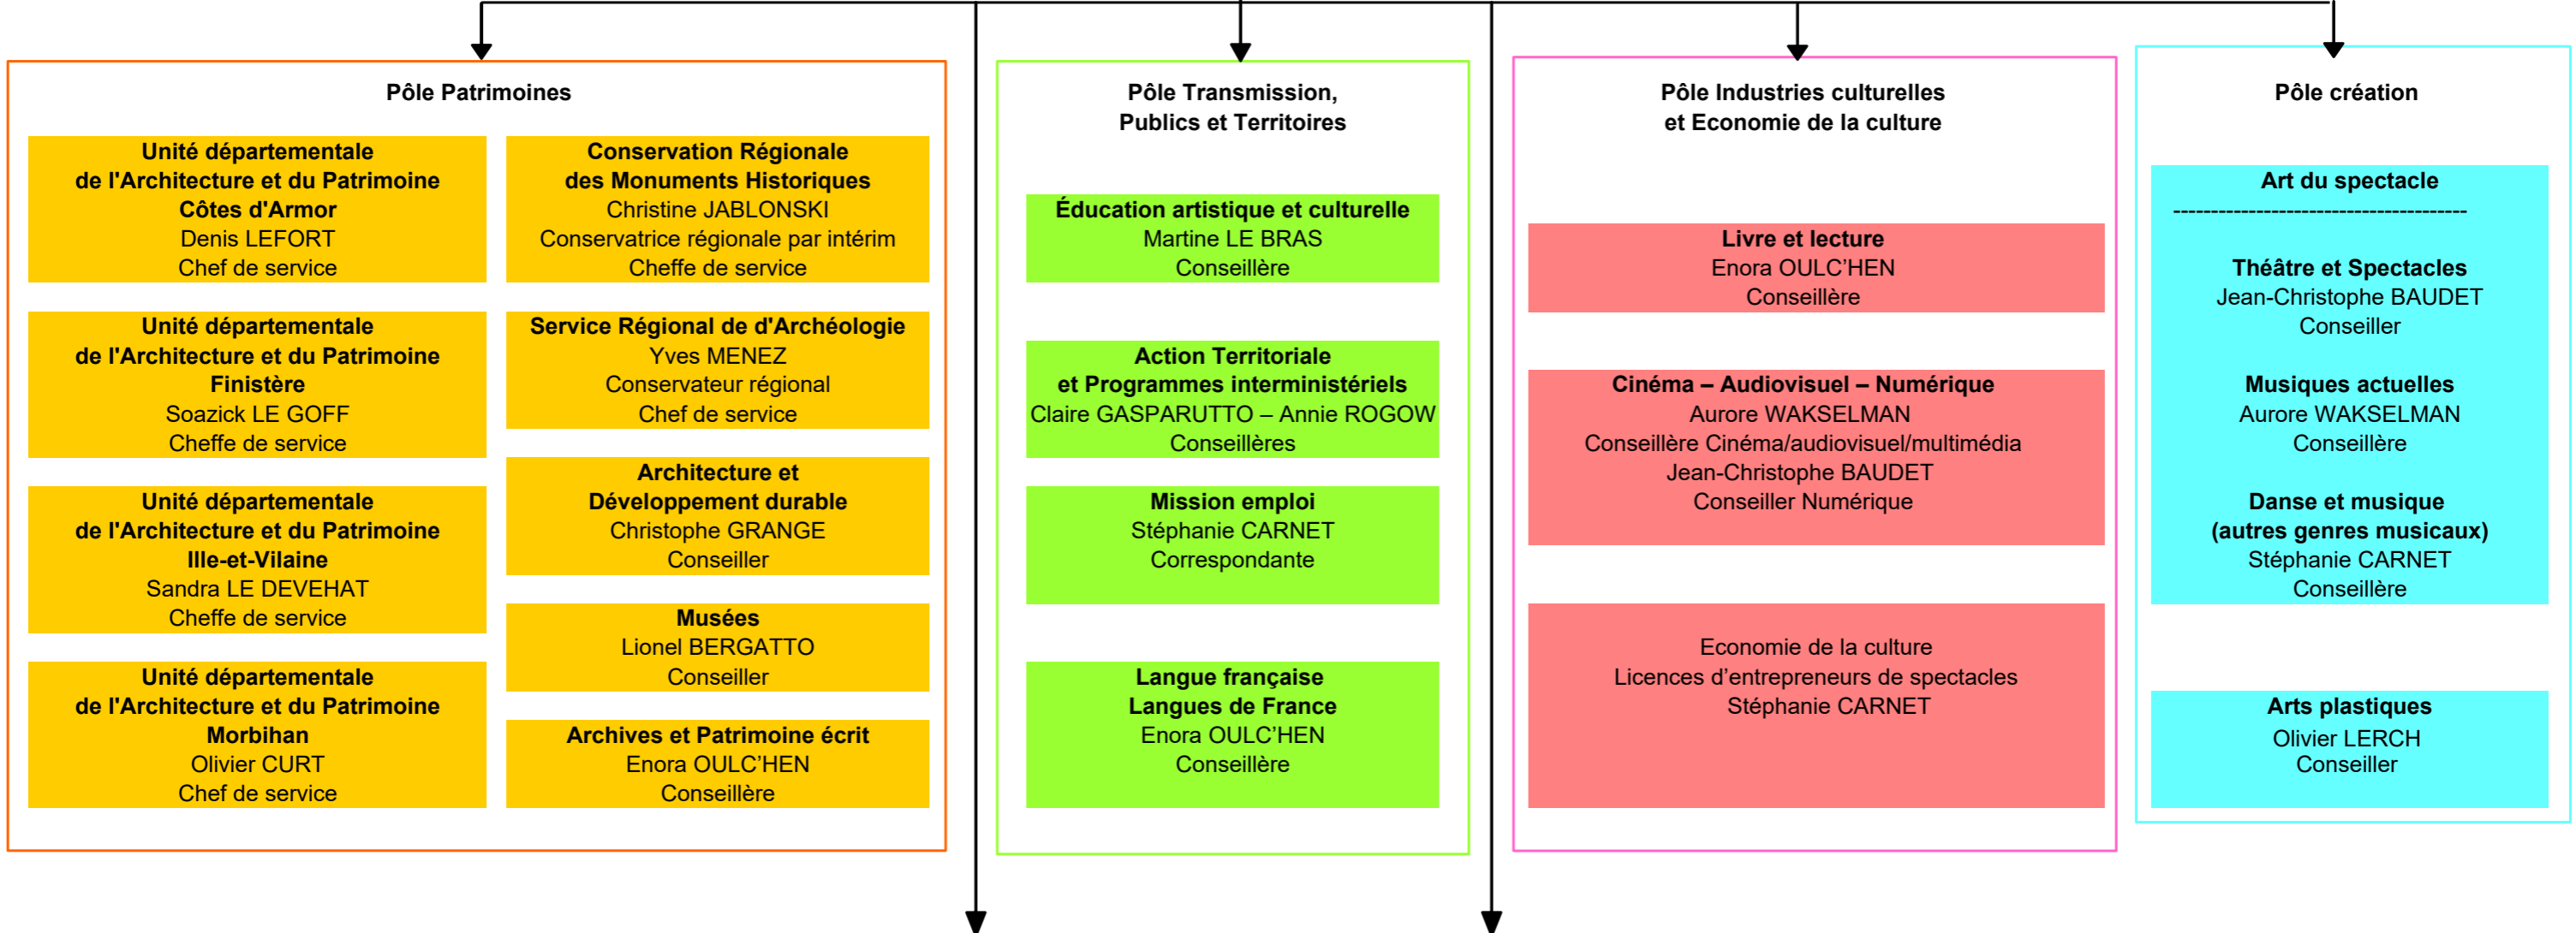 Pôle Patrimoines
Unité départementale
de l'Architecture et du Patrimoine
Côtes d'Armor
Denis LEFORT
Chef de service
Unité départementale
de l'Architecture et du Patrimoine
Finistère
Soazick LE GOFF
Cheffe de service
Unité départementale
de l'Architecture et du Patrimoine
Ille-et-Vilaine
Sandra LE DEVEHAT
Cheffe de service
Unité départementale
de l'Architecture et du Patrimoine
Morbihan
Olivier CURT
Chef de service
Conservation Régionale
des Monuments Historiques
Christine JABLONSKI
Conservatrice régionale par intérim
Cheffe de service
Service Régional de d'Archéologie
Yves MENEZ
Conservateur régional
Chef de service
Architecture et
Développement durable
Christophe GRANGE
Conseiller
Musées
Lionel BERGATTO
Conseiller
Archives et Patrimoine écrit
Enora OULC’HEN
Conseillère
Pôle Transmission,
Publics et Territoires
Éducation artistique et culturelle
Martine LE BRAS
Conseillère
Action Territoriale
et Programmes interministériels
Claire GASPARUTTO – Annie ROGOW
Conseillères
Mission emploi
Stéphanie CARNET
Correspondante
Langue française
Langues de France
Enora OULC’HEN
Conseillère
Pôle Industries culturelles
et Economie de la culture
Livre et lecture
Enora OULC’HEN
Conseillère
Cinéma – Audiovisuel – Numérique
Aurore WAKSELMAN
Conseillère Cinéma/audiovisuel/multimédia
Jean-Christophe BAUDET
Conseiller Numérique
Economie de la culture
Licences d’entrepreneurs de spectacles
Stéphanie CARNET
Pôle création
Art du spectacle
---------------------------------------
Théâtre et Spectacles
Jean-Christophe BAUDET
Conseiller
Musiques actuelles
Aurore WAKSELMAN
Conseillère
Danse et musique
(autres genres musicaux)
Stéphanie CARNET
Conseillère
Arts plastiques
Olivier LERCH
Conseiller